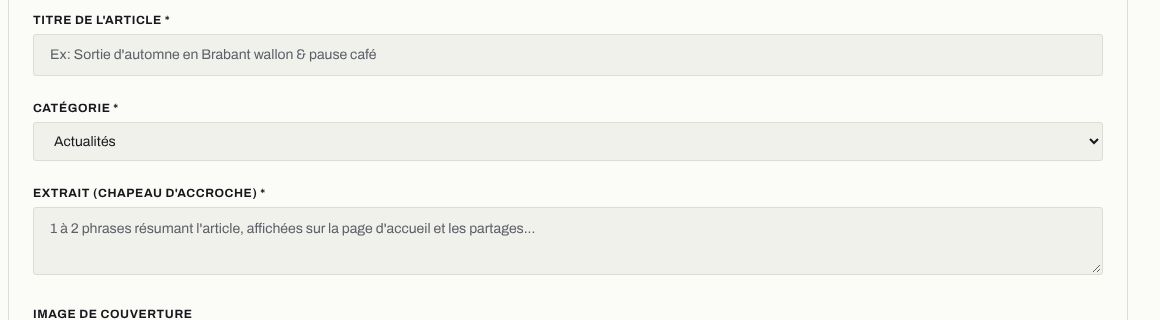 TITRE DE L'ARTICLE *
Ex: Sortie d'automne en Brabant wallon & pause café
CATÉGORIE *
Actualités
EXTRAIT (CHAPEAU D'ACCROCHE) *
1 à 2 phrases résumant l'article, affichées sur la page d'accueil et les partages...
IMAGE DE COUVERTURE